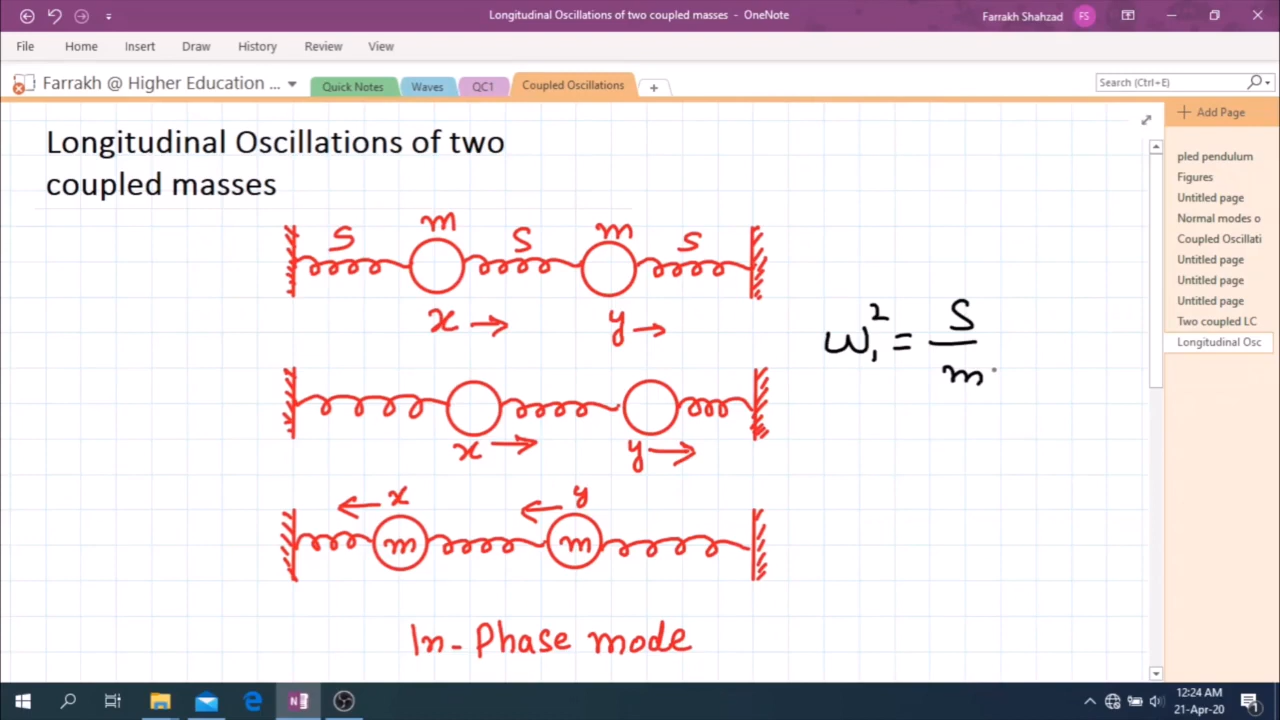 Longitudinal Oscillations of two coupled masses - OneNote
Farrakh Shahzad
FS
File Home Insert Draw History Review View
Farrakh @ Higher Education ...
Quick Notes Waves QC1 Coupled Oscillations +
Search (Ctrl+E)
Add Page
Longitudinal Oscillations of two
coupled masses
pled pendulum
Figures
Untitled page
Normal modes o
Coupled Oscillati
Untitled page
Untitled page
Untitled page
Two coupled LC
Longitudinal Osc
m m
S S S
x → y →
ω₁² = S/m
x → y →
← x ← y
m m
In-Phase mode
12:24 AM
21-Apr-20
1